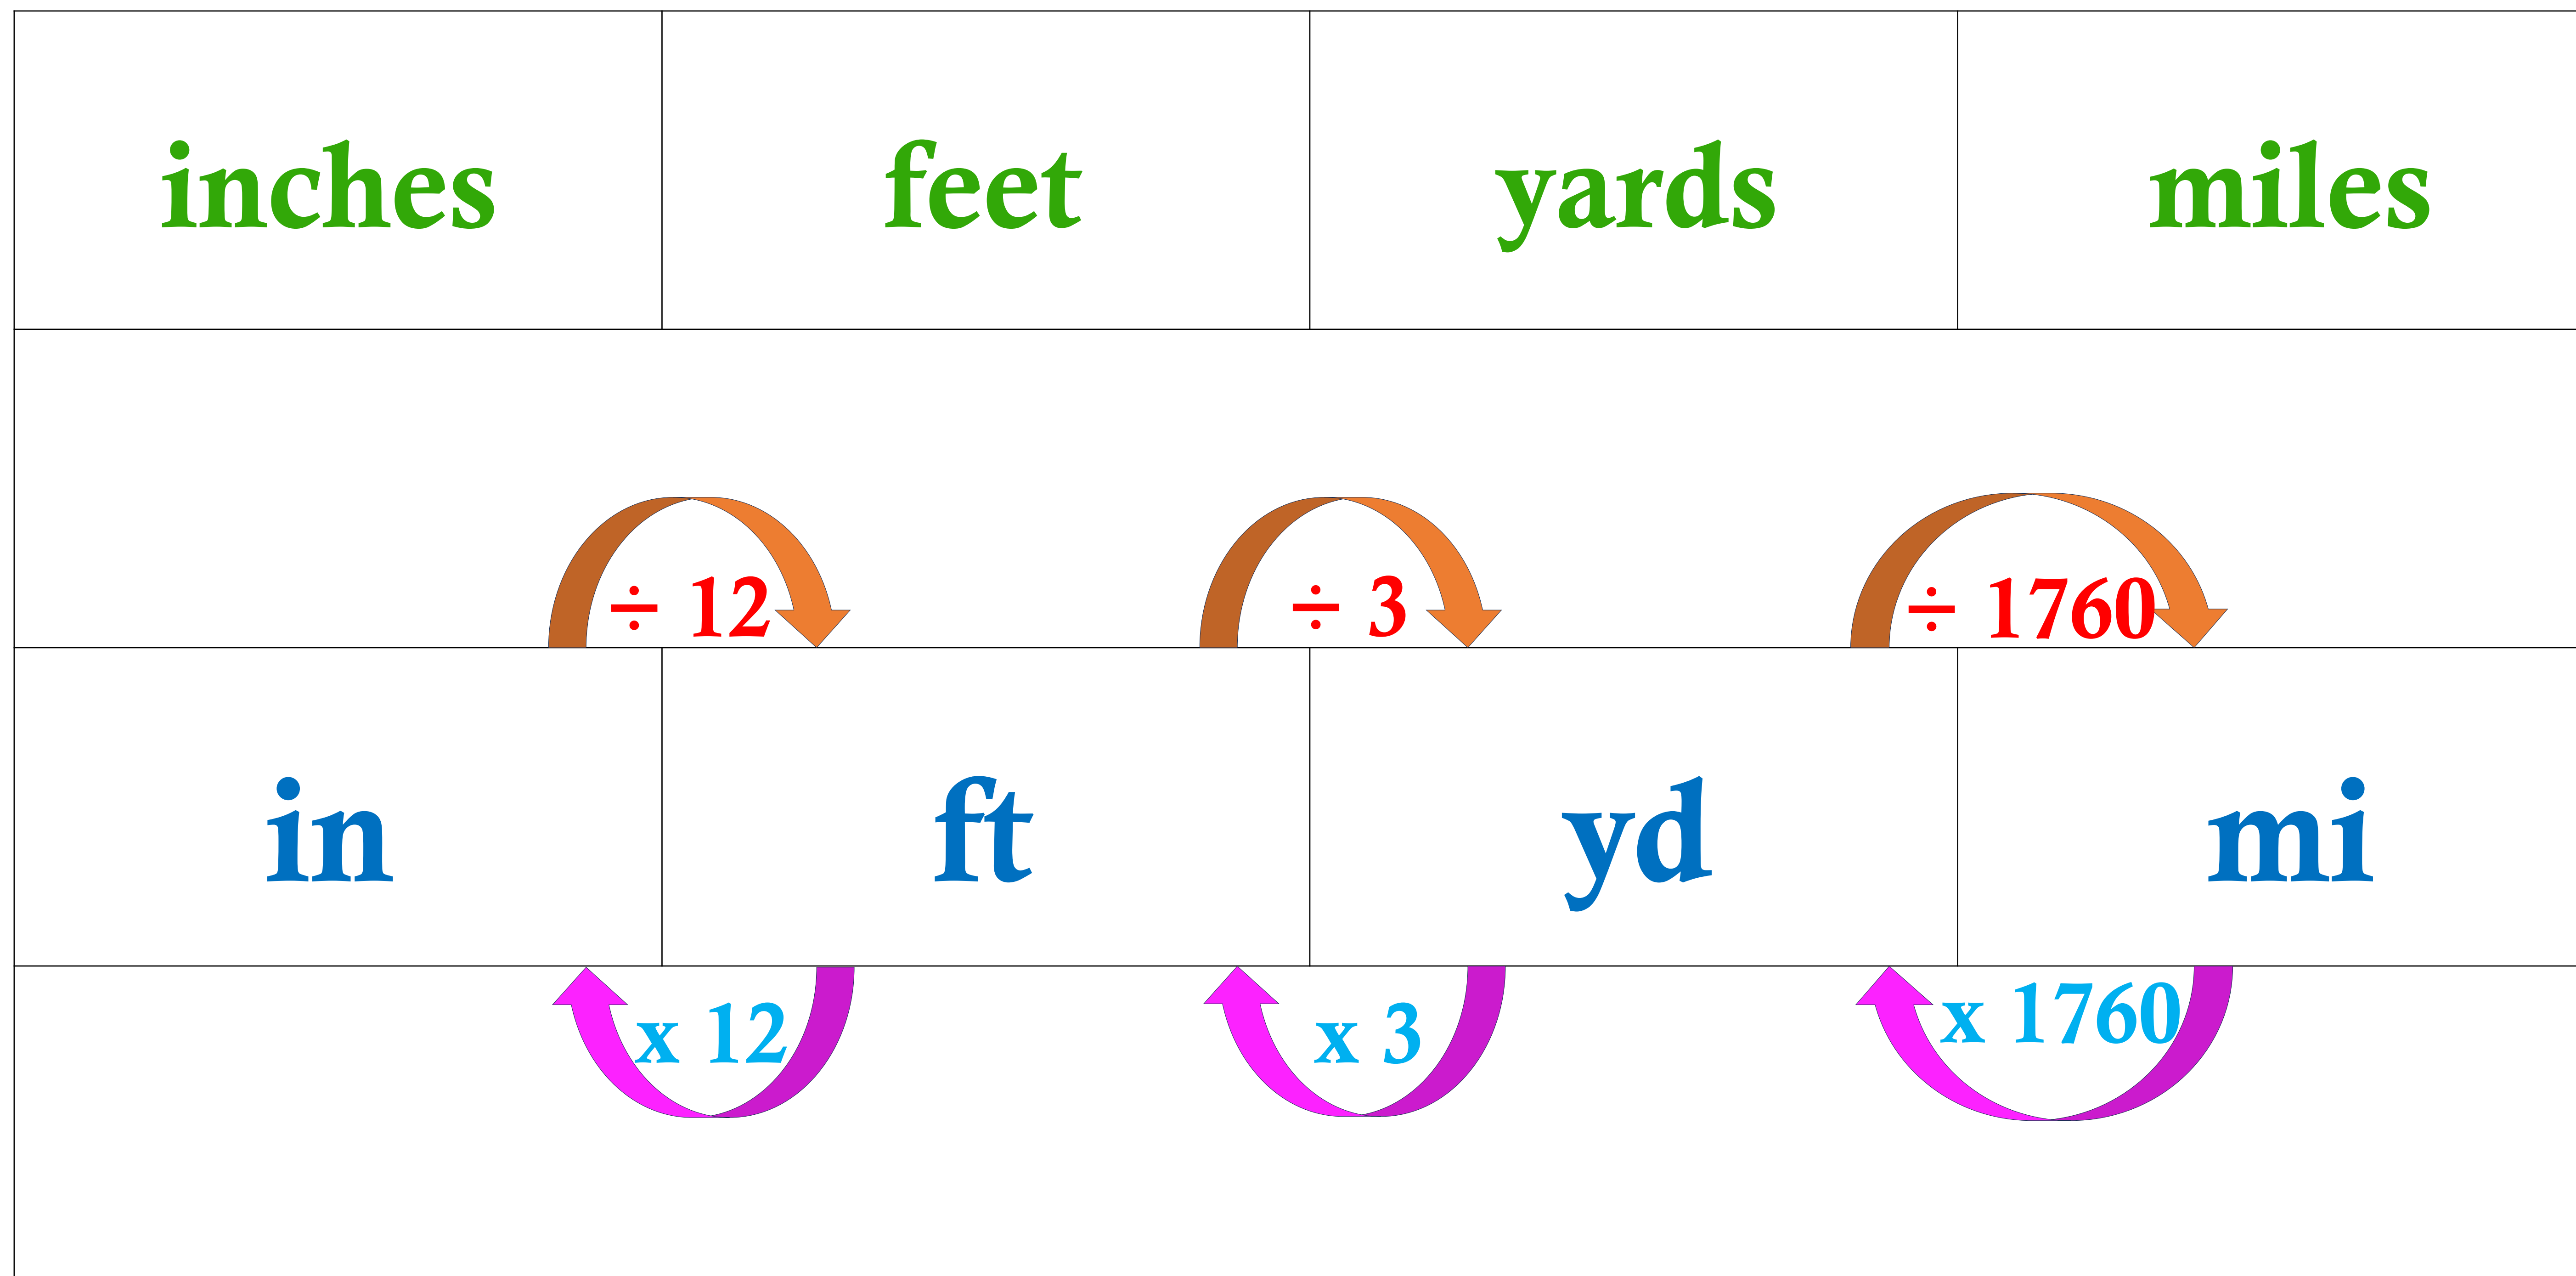 inches feet yards miles
÷ 12 ÷ 3 ÷ 1760
in ft yd mi
x 12 x 3 x 1760